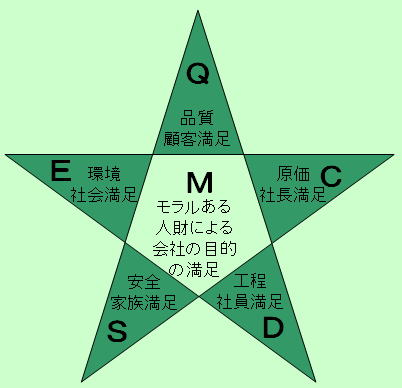 Q
品質
顧客満足
E
環境
社会満足
M
モラルある
人財による
会社の目的
の満足
原価
社長満足
C
安全
家族満足
S
工程
社員満足
D